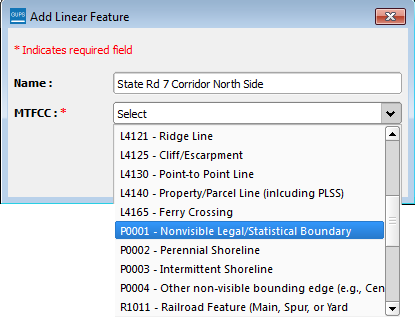 GUPS Add Linear Feature
* Indicates required field
Name : State Rd 7 Corridor North Side
MTFCC : * Select
L4121 - Ridge Line
L4125 - Cliff/Escarpment
L4130 - Point-to Point Line
L4140 - Property/Parcel Line (inlcuding PLSS)
L4165 - Ferry Crossing
P0001 - Nonvisible Legal/Statistical Boundary
P0002 - Perennial Shoreline
P0003 - Intermittent Shoreline
P0004 - Other non-visible bounding edge (e.g., Cen
R1011 - Railroad Feature (Main, Spur, or Yard